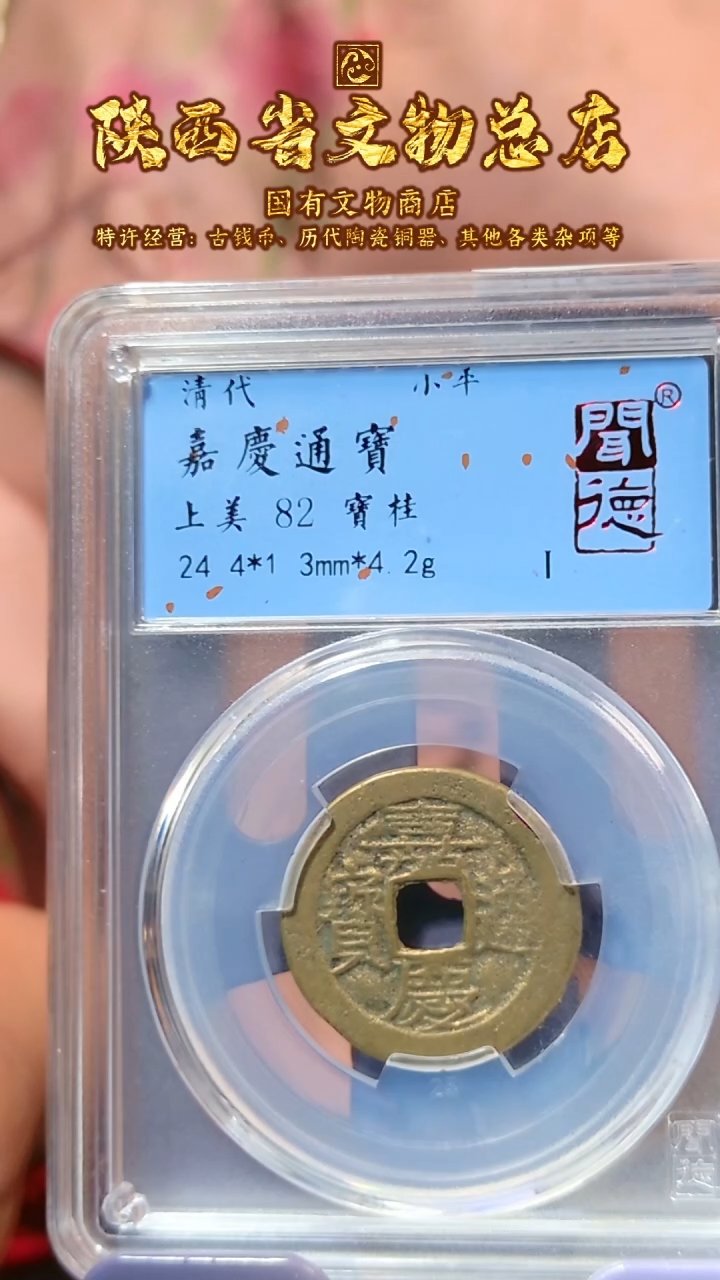 陕西省文物总店
国有文物商店
特许经营：古钱币、历代陶瓷铜器、其他各类杂项等
清代 小平
嘉慶通寶
上美 82 寶桂
24 4*1 3mm*4.2g I
聞德
®
嘉慶通寶
聞德